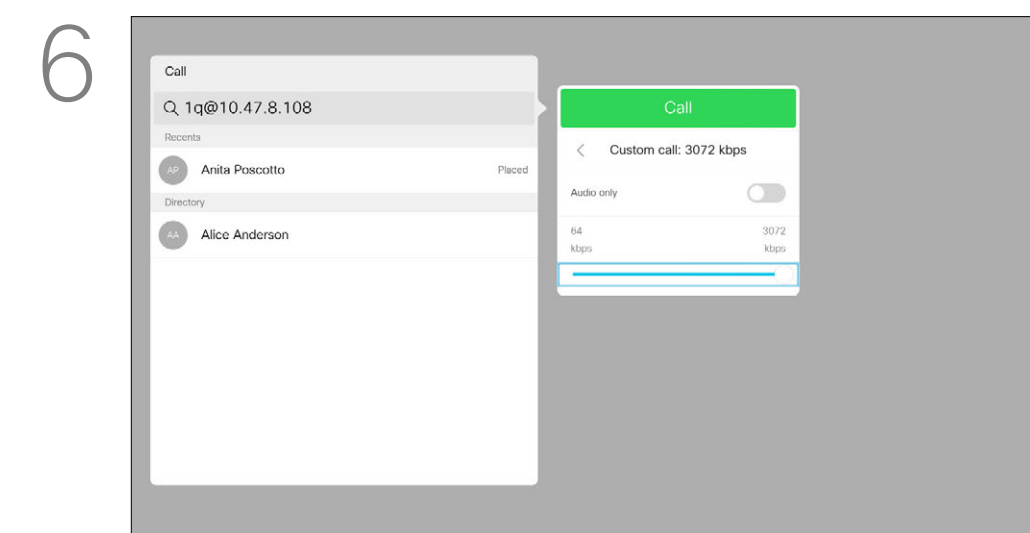 6
Call
1q@10.47.8.108
Recents
AP Anita Poscotto Placed
Directory
AA Alice Anderson
Call
Custom call: 3072 kbps
Audio only
64 3072
kbps kbps